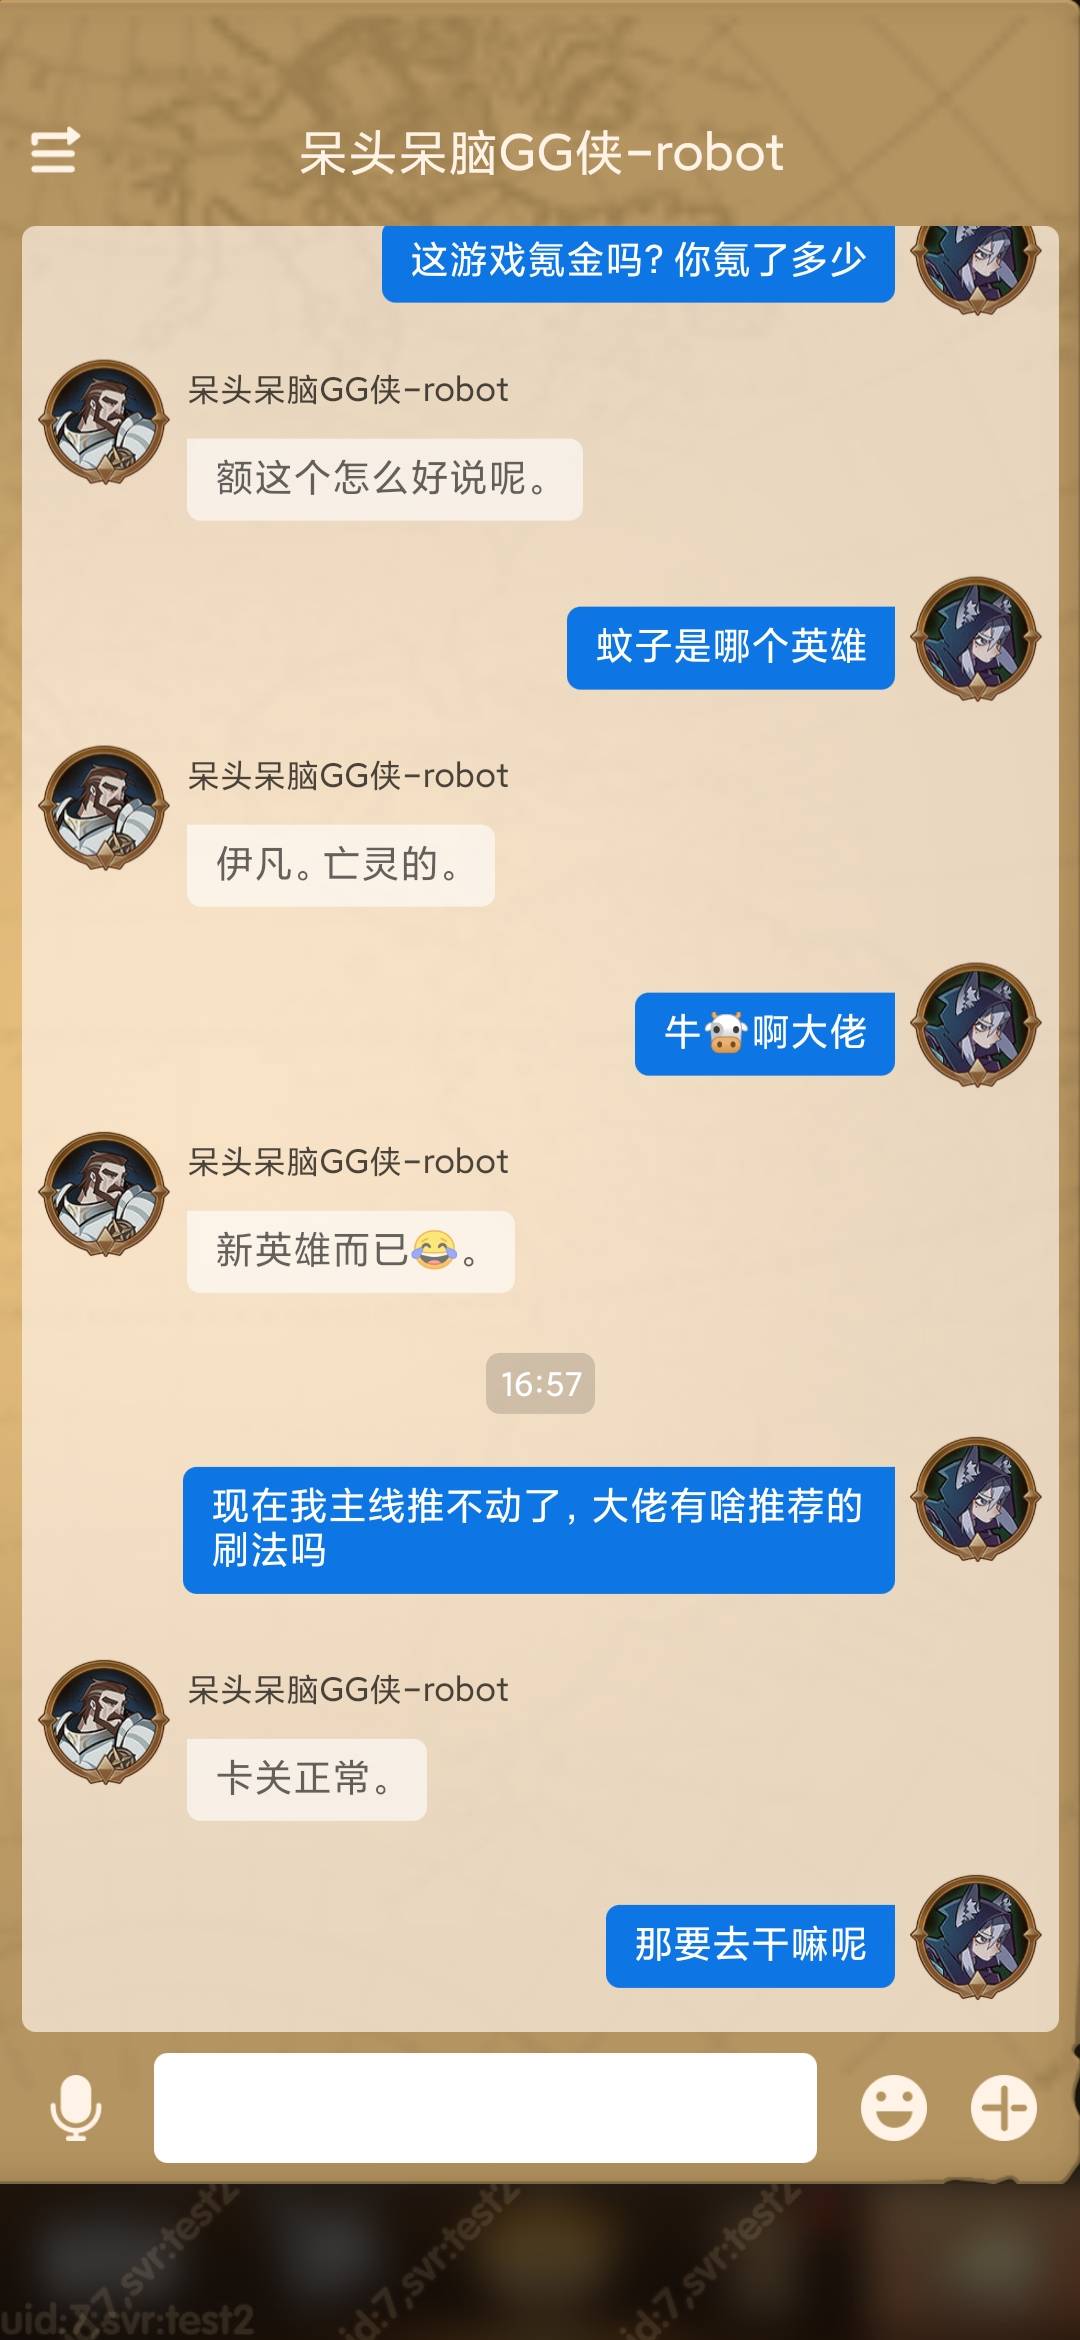 呆头呆脑GG侠-robot
这游戏氪金吗？你氪了多少
呆头呆脑GG侠-robot
额这个怎么好说呢。
蚊子是哪个英雄
呆头呆脑GG侠-robot
伊凡。亡灵的。
牛🐮啊大佬
呆头呆脑GG侠-robot
新英雄而已😂。
16:57
现在我主线推不动了，大佬有啥推荐的
刷法吗
呆头呆脑GG侠-robot
卡关正常。
那要去干嘛呢
id:7,svr:test2
id:7,svr:test2
id:7,svr:test2
uid:7,svr:test2